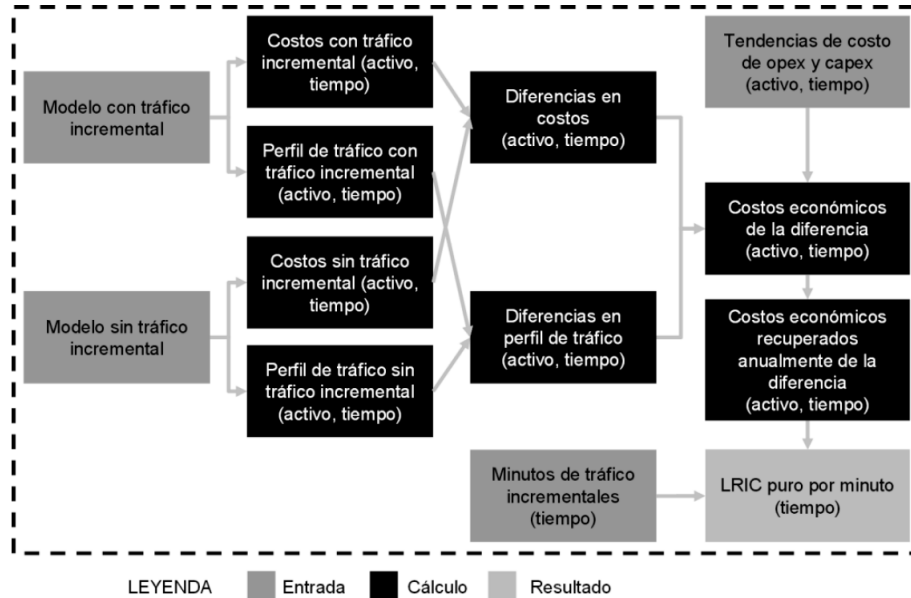 Modelo con tráfico
incremental
Modelo sin tráfico
incremental
Costos con tráfico
incremental (activo,
tiempo)
Perfil de tráfico con
tráfico incremental
(activo, tiempo)
Costos sin tráfico
incremental (activo,
tiempo)
Perfil de tráfico sin
tráfico incremental
(activo, tiempo)
Diferencias en
costos
(activo, tiempo)
Diferencias en
perfil de tráfico
(activo, tiempo)
Minutos de tráfico
incrementales
(tiempo)
Tendencias de costo
de opex y capex
(activo, tiempo)
Costos económicos
de la diferencia
(activo, tiempo)
Costos económicos
recuperados
anualmente de la
diferencia
(activo, tiempo)
LRIC puro por minuto
(tiempo)
LEYENDA
Entrada
Cálculo
Resultado